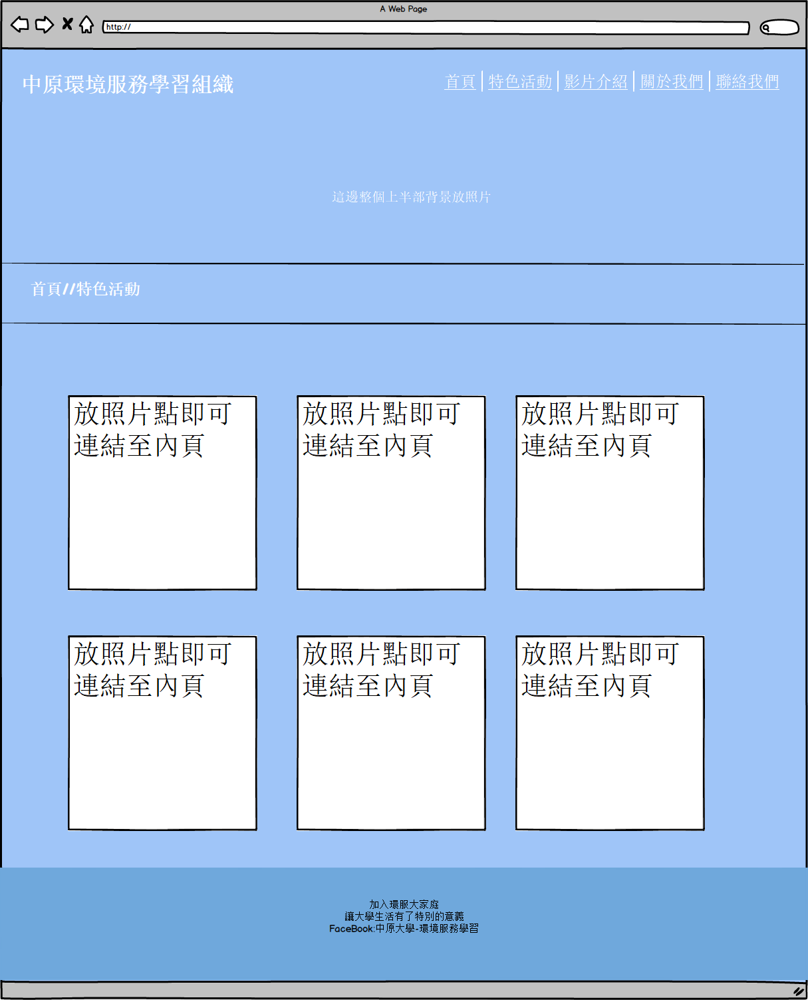 A Web Page
http://
中原環境服務學習組織
首頁 特色活動 影片介紹 關於我們 聯絡我們
這邊整個上半部背景放照片
首頁//特色活動
放照片點即可
連結至內頁
放照片點即可
連結至內頁
放照片點即可
連結至內頁
放照片點即可
連結至內頁
放照片點即可
連結至內頁
放照片點即可
連結至內頁
加入環服大家庭
讓大學生活有了特別的意義
FaceBook:中原大學-環境服務學習